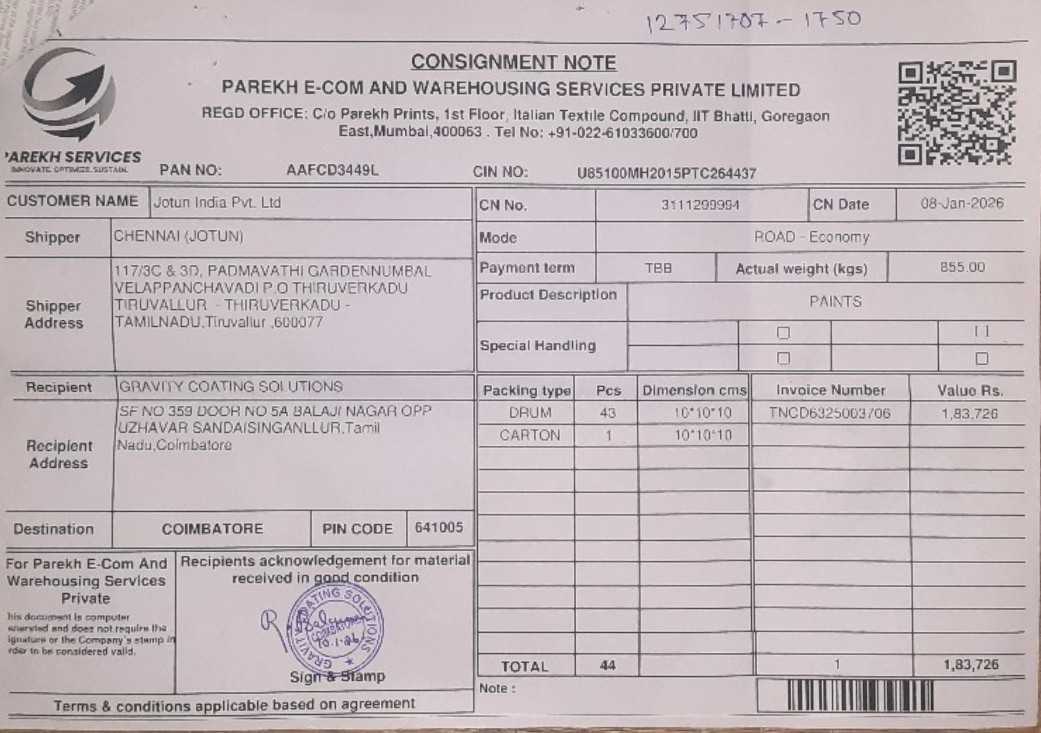 12751707 - 1750
CONSIGNMENT NOTE
PAREKH E-COM AND WAREHOUSING SERVICES PRIVATE LIMITED
REGD OFFICE: C/o Parekh Prints, 1st Floor, Italian Textile Compound, IIT Bhatti, Goregaon
East,Mumbai,400063 . Tel No: +91-022-61033600/700
AREKH SERVICES
INNOVATE. OPTIMIZE. SUSTAIN.
PAN NO: AAFCD3449L CIN NO: U85100MH2015PTC264437
CUSTOMER NAME Jotun India Pvt. Ltd
CN No. 3111299994 CN Date 08-Jan-2026
Shipper CHENNAI (JOTUN)
Mode ROAD - Economy
Shipper Address
117/3C & 3D, PADMAVATHI GARDENNUMBAL
VELAPPANCHAVADI P.O THIRUVERKADU
TIRUVALLUR - THIRUVERKADU -
TAMILNADU,Tiruvallur ,600077
Payment term TBB Actual weight (kgs) 855.00
Product Description PAINTS
Special Handling
Recipient GRAVITY COATING SOLUTIONS
Recipient Address
SF NO 359 DOOR NO 5A BALAJI NAGAR OPP
UZHAVAR SANDAISINGANLLUR,Tamil
Nadu,Coimbatore
Packing type Pcs Dimension cms Invoice Number Value Rs.
DRUM 43 10*10*10 TNCD6325003706 1,83,726
CARTON 1 10*10*10
Destination COIMBATORE PIN CODE 641005
For Parekh E-Com And
Warehousing Services
Private
his document is computer
enerated and does not require the
ignature or the Company's stamp in
rder to be considered valid.
Recipients acknowledgement for material
received in good condition
COATING SOLUTIONS
GRAVITY
COIMBATORE
10-1-26
Sign & Stamp
TOTAL 44 1 1,83,726
Note :
Terms & conditions applicable based on agreement